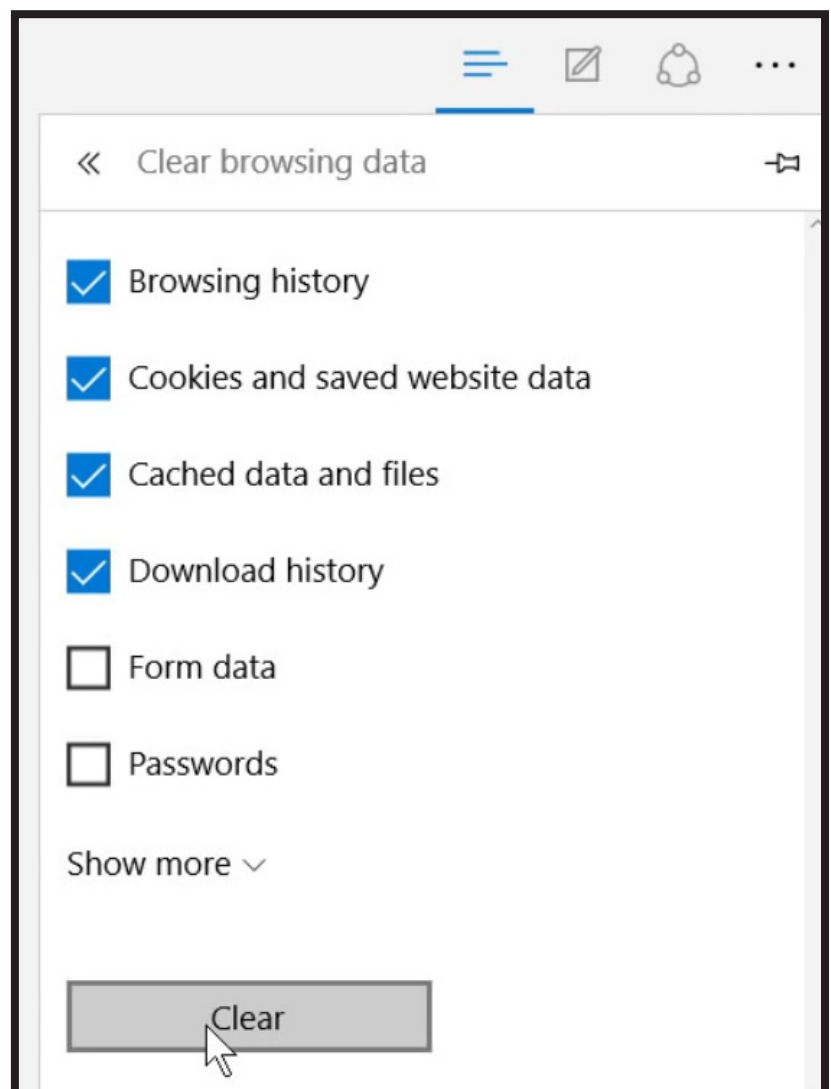 Clear browsing data
Browsing history
Cookies and saved website data
Cached data and files
Download history
Form data
Passwords
Show more
Clear